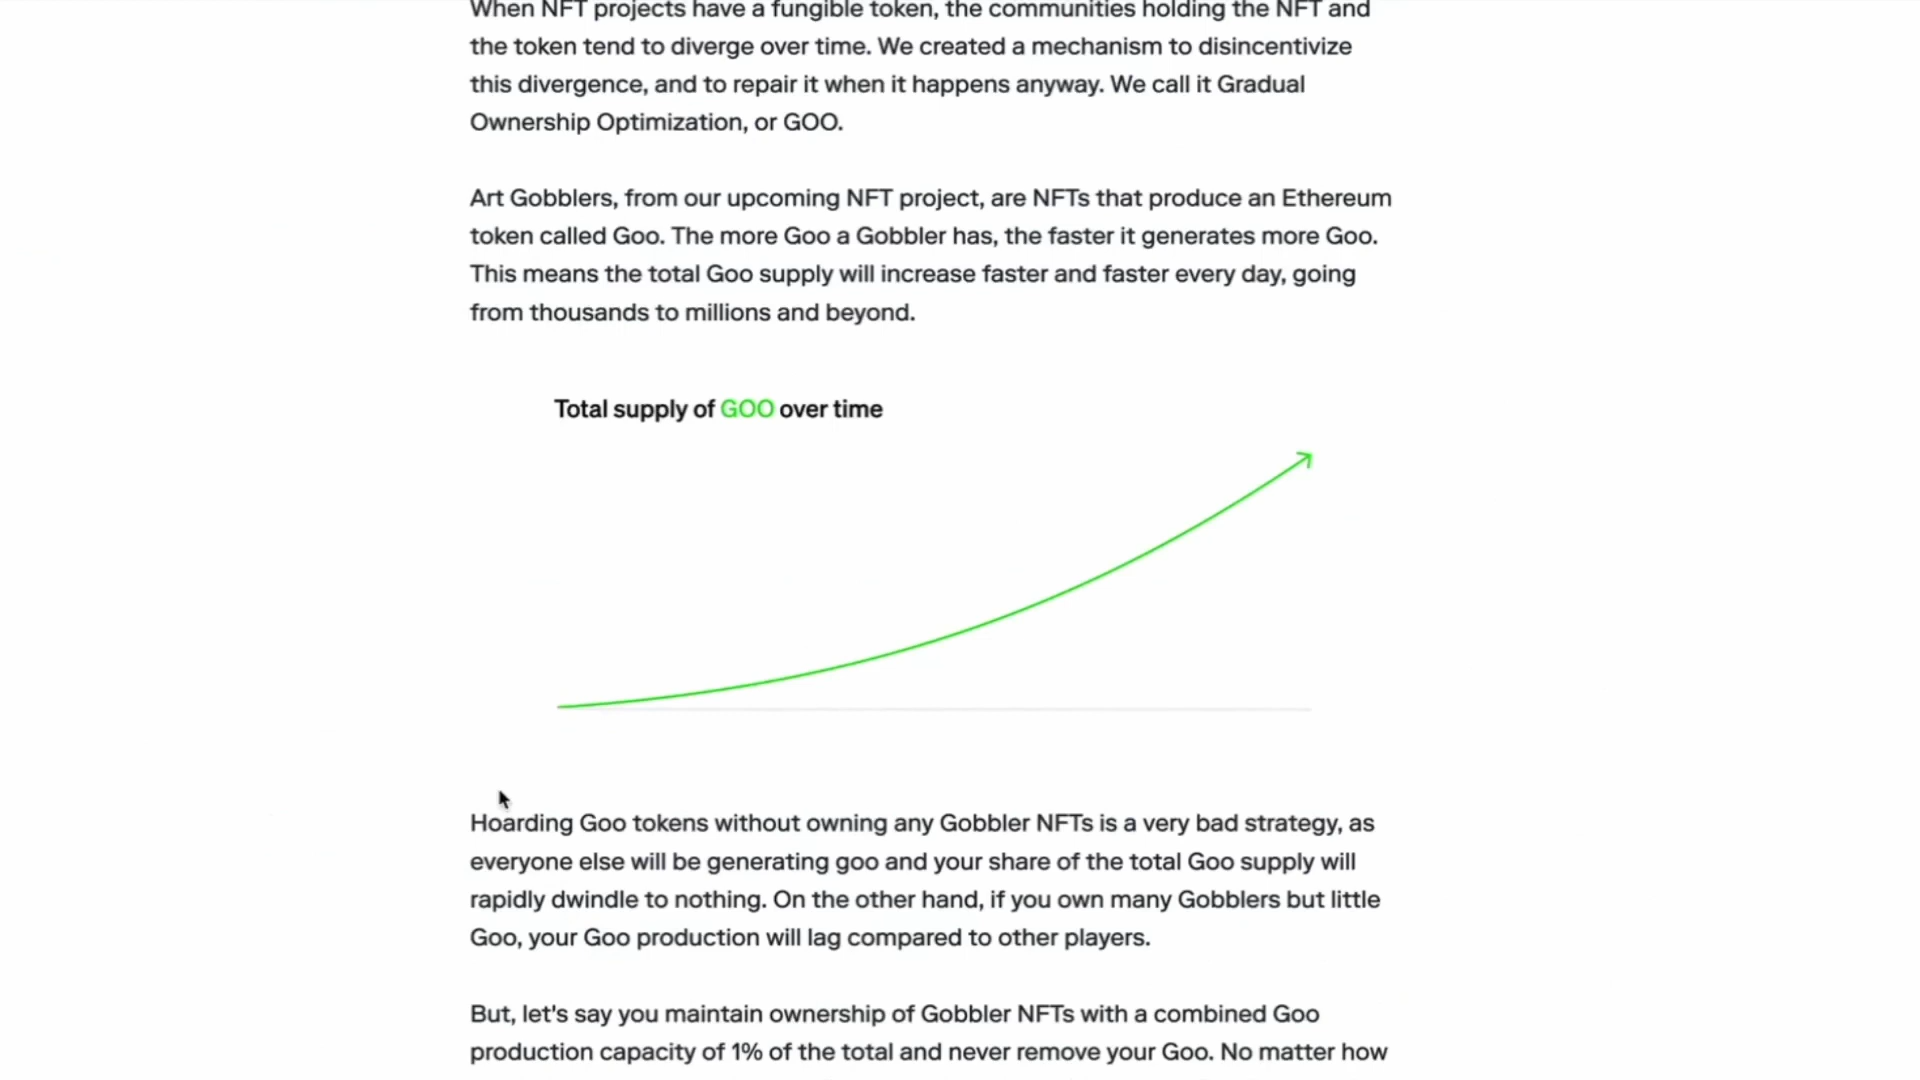 When NFT projects have a fungible token, the communities holding the NFT and
the token tend to diverge over time. We created a mechanism to disincentivize
this divergence, and to repair it when it happens anyway. We call it Gradual
Ownership Optimization, or GOO.
Art Gobblers, from our upcoming NFT project, are NFTs that produce an Ethereum
token called Goo. The more Goo a Gobbler has, the faster it generates more Goo.
This means the total Goo supply will increase faster and faster every day, going
from thousands to millions and beyond.
Total supply of GOO over time
Hoarding Goo tokens without owning any Gobbler NFTs is a very bad strategy, as
everyone else will be generating goo and your share of the total Goo supply will
rapidly dwindle to nothing. On the other hand, if you own many Gobblers but little
Goo, your Goo production will lag compared to other players.
But, let's say you maintain ownership of Gobbler NFTs with a combined Goo
production capacity of 1% of the total and never remove your Goo. No matter how